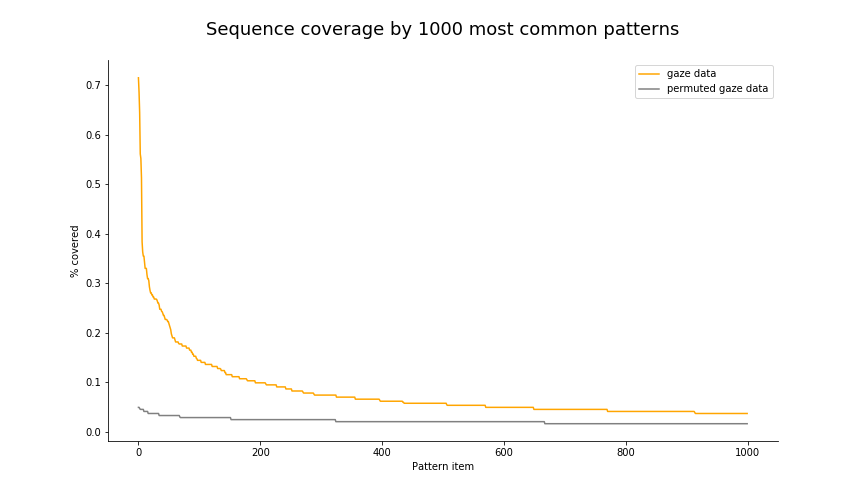 Sequence coverage by 1000 most common patterns
gaze data
permuted gaze data
0.7
0.6
0.5
0.4
0.3
0.2
0.1
0.0
% covered
0
200
400
600
800
1000
Pattern item